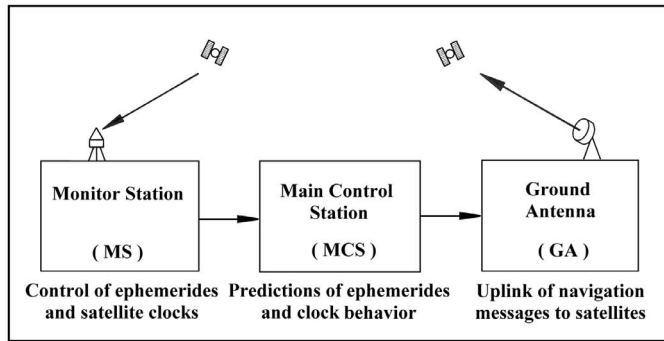 Monitor Station
( MS )
Control of ephemerides
and satellite clocks
Main Control
Station
( MCS )
Predictions of ephemerides
and clock behavior
Ground
Antenna
( GA )
Uplink of navigation
messages to satellites